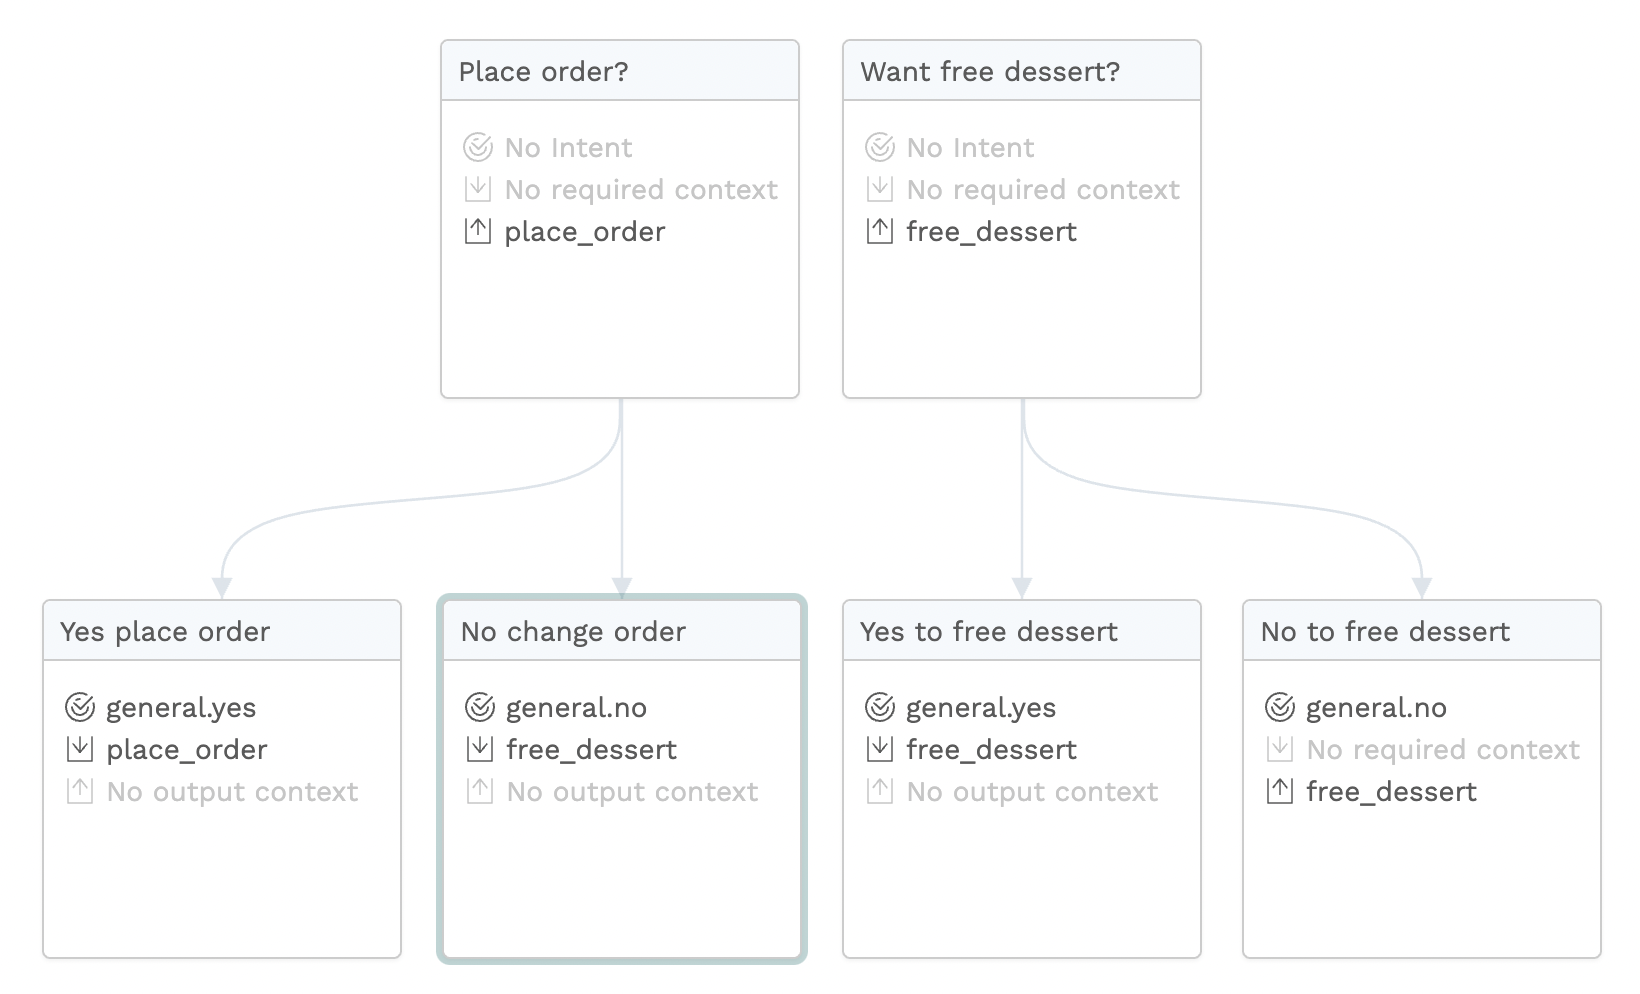 Place order?
No Intent
No required context
place_order
Want free dessert?
No Intent
No required context
free_dessert
Yes place order
general.yes
place_order
No output context
No change order
general.no
free_dessert
No output context
Yes to free dessert
general.yes
free_dessert
No output context
No to free dessert
general.no
No required context
free_dessert